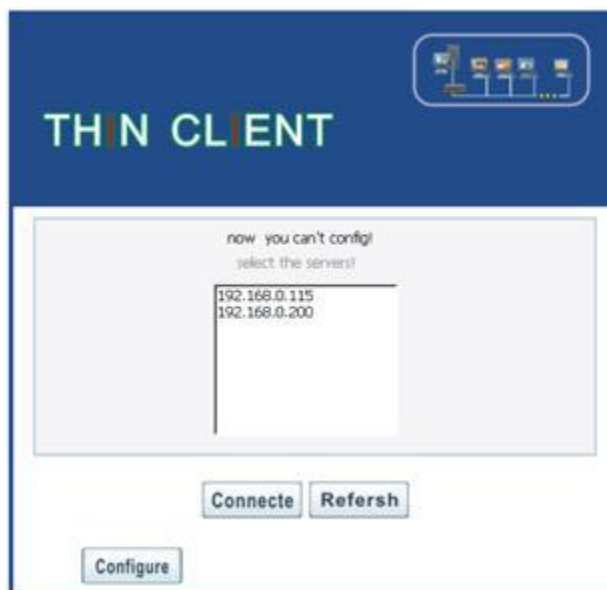 THIN CLIENT
now you can't config!
select the servers!
192.168.0.115
192.168.0.200
Connecte Refersh
Configure